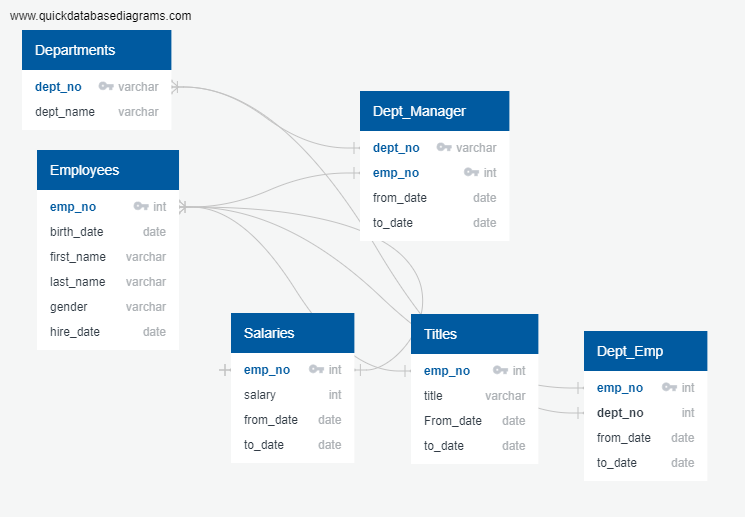 www.quickdatabasediagrams.com
Departments
dept_no varchar
dept_name varchar
Employees
emp_no int
birth_date date
first_name varchar
last_name varchar
gender varchar
hire_date date
Dept_Manager
dept_no varchar
emp_no int
from_date date
to_date date
Salaries
emp_no int
salary int
from_date date
to_date date
Titles
emp_no int
title varchar
From_date date
to_date date
Dept_Emp
emp_no int
dept_no int
from_date date
to_date date